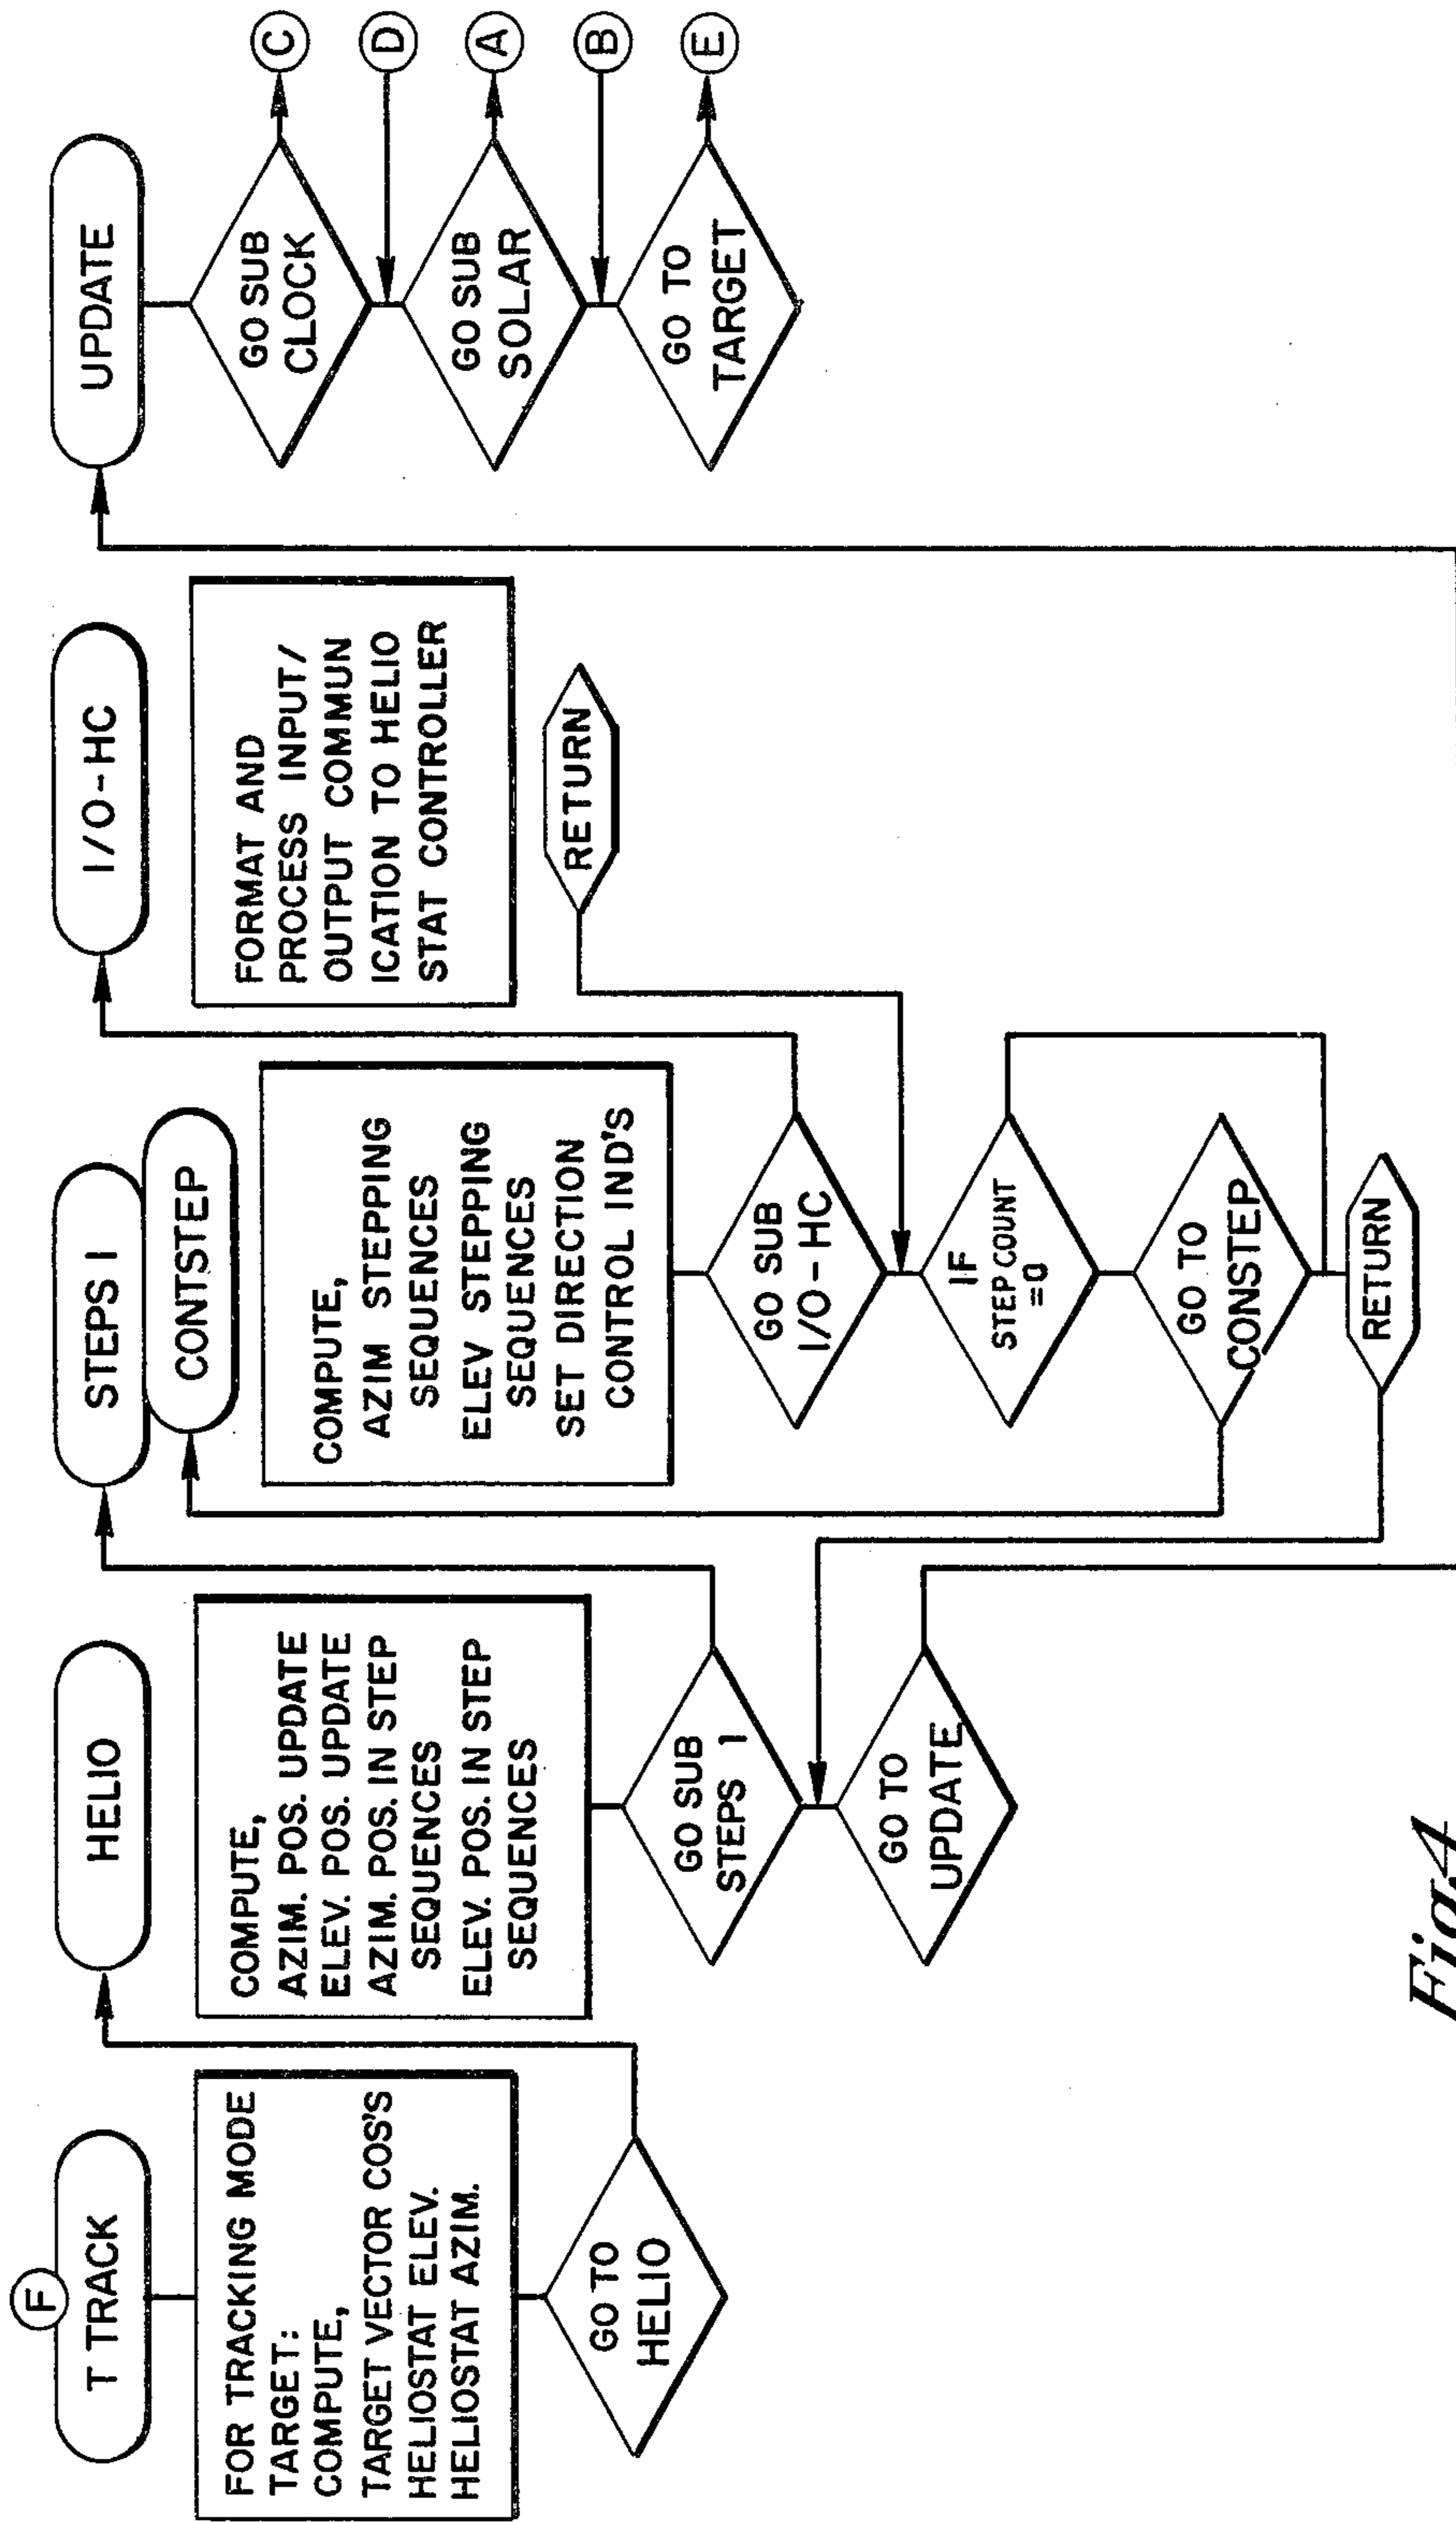 F
T TRACK
FOR TRACKING MODE
TARGET:
COMPUTE,
TARGET VECTOR COS'S
HELIOSTAT ELEV.
HELIOSTAT AZIM.
GO TO
HELIO
HELIO
COMPUTE,
AZIM. POS. UPDATE
ELEV. POS. UPDATE
AZIM. POS. IN STEP
SEQUENCES
ELEV. POS. IN STEP
SEQUENCES
GO SUB
STEPS 1
GO TO
UPDATE
STEPS 1
CONTSTEP
COMPUTE,
AZIM STEPPING
SEQUENCES
ELEV STEPPING
SEQUENCES
SET DIRECTION
CONTROL IND'S
GO SUB
I/O-HC
IF
STEP COUNT
=0
GO TO
CONSTEP
RETURN
I/O-HC
FORMAT AND
PROCESS INPUT/
OUTPUT COMMUN
ICATION TO HELIO
STAT CONTROLLER
RETURN
UPDATE
GO SUB
CLOCK
C
D
GO SUB
SOLAR
A
B
GO TO
TARGET
E
Fig.4